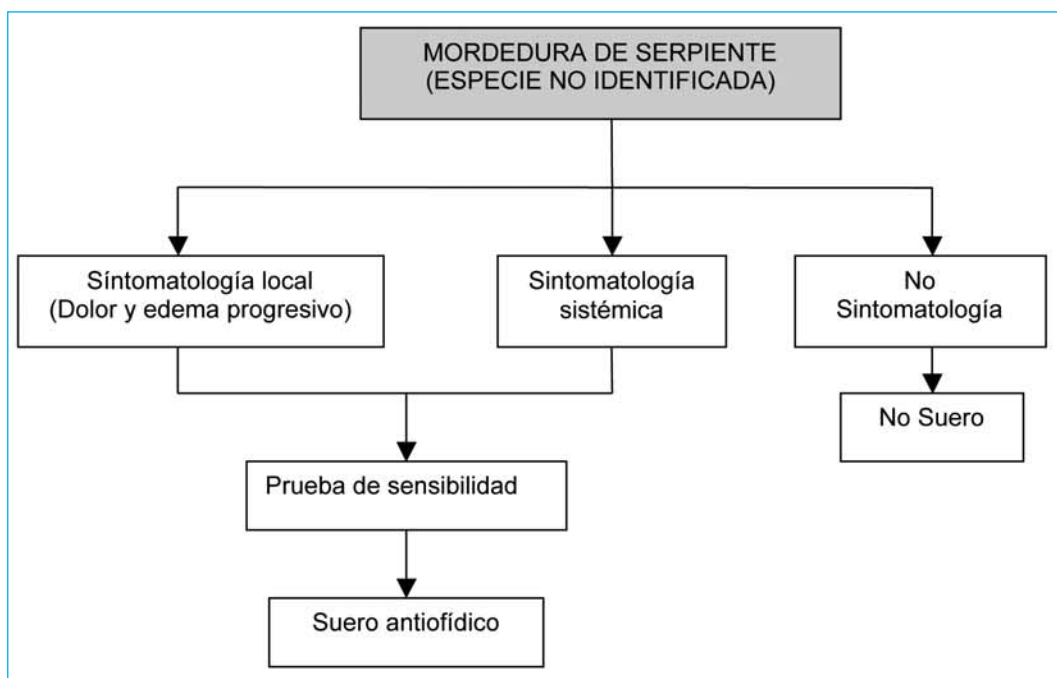 MORDEDURA DE SERPIENTE
(ESPECIE NO IDENTIFICADA)
Síntomatología local
(Dolor y edema progresivo)
Sintomatología
sistémica
No
Sintomatología
No Suero
Prueba de sensibilidad
Suero antiofídico